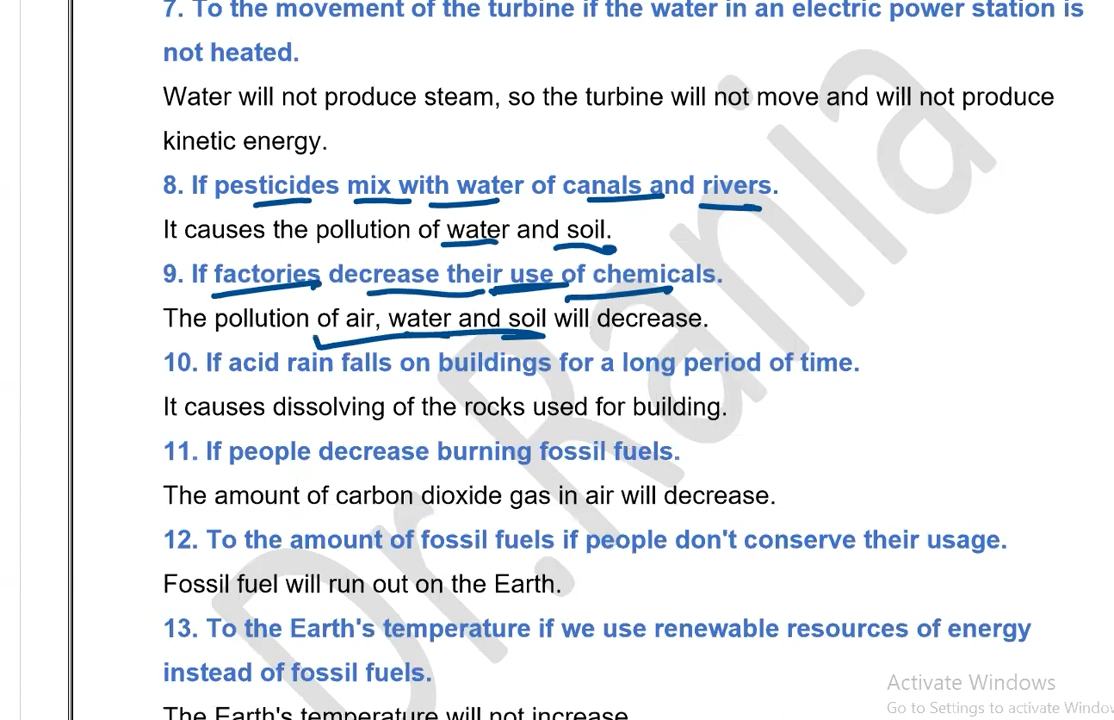 7. To the movement of the turbine if the water in an electric power station is
not heated.
Water will not produce steam, so the turbine will not move and will not produce
kinetic energy.
8. If pesticides mix with water of canals and rivers.
It causes the pollution of water and soil.
9. If factories decrease their use of chemicals.
The pollution of air, water and soil will decrease.
10. If acid rain falls on buildings for a long period of time.
It causes dissolving of the rocks used for building.
11. If people decrease burning fossil fuels.
The amount of carbon dioxide gas in air will decrease.
12. To the amount of fossil fuels if people don't conserve their usage.
Fossil fuel will run out on the Earth.
13. To the Earth's temperature if we use renewable resources of energy
instead of fossil fuels.
The Earth's temperature will not increase
Dr.Rania
Activate Windows
Go to Settings to activate Windows